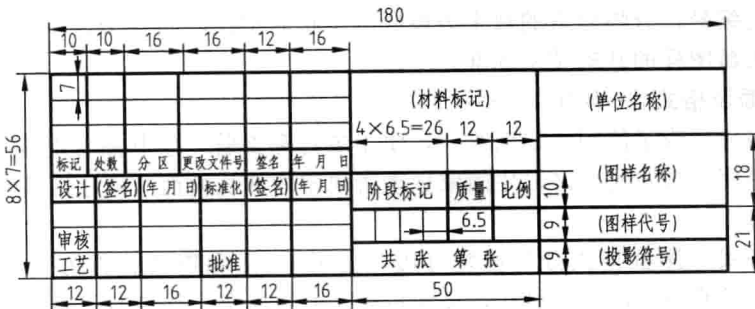 180
10 10 16 16 12 16
7
(材料标记)
(单位名称)
4×6.5=26 12 12
8×7=56
标记 处数 分区 更改文件号 签名 年月日
设计 (签名) (年月日) 标准化 (签名) (年月日)
阶段标记 质量 比例
10
(图样名称)
18
6.5
9
(图样代号)
21
审核
工艺 批准
共 张 第 张
9
(投影符号)
12 12 16 12 12 16
50